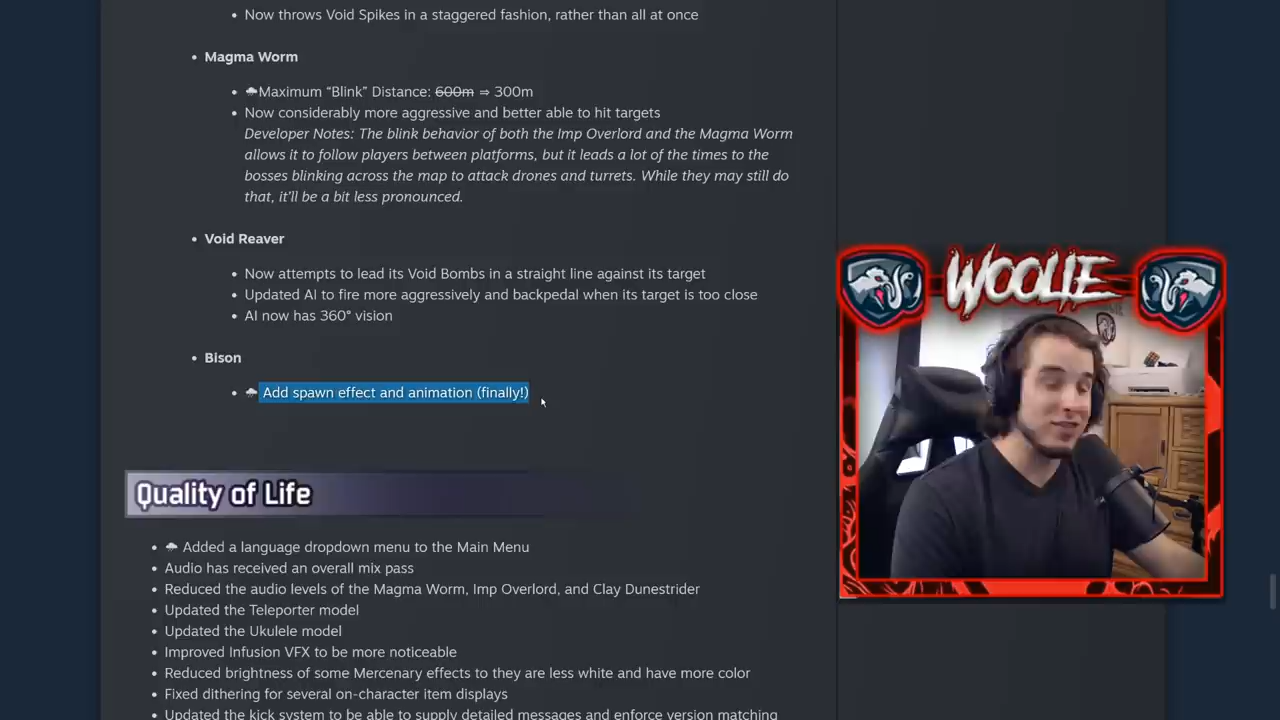 Now throws Void Spikes in a staggered fashion, rather than all at once
Magma Worm
Maximum “Blink” Distance: 600m ⇒ 300m
Now considerably more aggressive and better able to hit targets
Developer Notes: The blink behavior of both the Imp Overlord and the Magma Worm
allows it to follow players between platforms, but it leads a lot of the times to the
bosses blinking across the map to attack drones and turrets. While they may still do
that, it'll be a bit less pronounced.
Void Reaver
Now attempts to lead its Void Bombs in a straight line against its target
Updated AI to fire more aggressively and backpedal when its target is too close
AI now has 360° vision
Bison
Add spawn effect and animation (finally!)
WOOLIE
Quality of Life
Added a language dropdown menu to the Main Menu
Audio has received an overall mix pass
Reduced the audio levels of the Magma Worm, Imp Overlord, and Clay Dunestrider
Updated the Teleporter model
Updated the Ukulele model
Improved Infusion VFX to be more noticeable
Reduced brightness of some Mercenary effects to they are less white and have more color
Fixed dithering for several on-character item displays
Updated the kick system to be able to supply detailed messages and enforce version matching